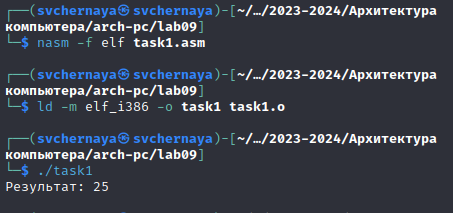 ┌──(svchernaya㉿svchernaya)-[~/…/2023-2024/Архитектура
компьютера/arch-pc/lab09]
└─$ nasm -f elf task1.asm
┌──(svchernaya㉿svchernaya)-[~/…/2023-2024/Архитектура
компьютера/arch-pc/lab09]
└─$ ld -m elf_i386 -o task1 task1.o
┌──(svchernaya㉿svchernaya)-[~/…/2023-2024/Архитектура
компьютера/arch-pc/lab09]
└─$ ./task1
Результат: 25